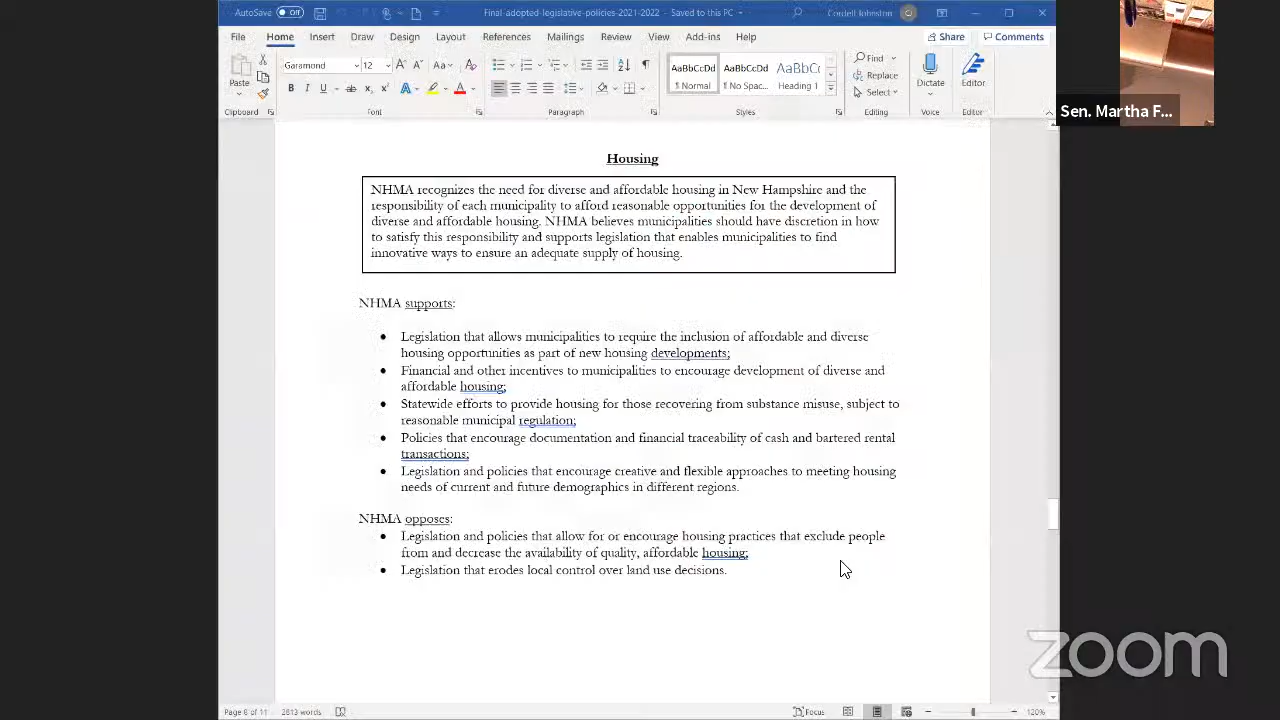 AutoSave Off Final-adopted-legislative-policies-2021-2022 - Saved to this PC Cordell Johnston
File Home Insert Draw Design Layout References Mailings Review View Add-ins Help Share Comments
Paste Garamond 12 AaBbCcDd AaBbCcDd AaBbCc Find
¶ Normal ¶ No Spac... Heading 1 Replace Dictate Editor
Select
Clipboard Font Paragraph Styles Editing Voice Editor
Sen. Martha F...
Housing
NHMA recognizes the need for diverse and affordable housing in New Hampshire and the
responsibility of each municipality to afford reasonable opportunities for the development of
diverse and affordable housing. NHMA believes municipalities should have discretion in how
to satisfy this responsibility and supports legislation that enables municipalities to find
innovative ways to ensure an adequate supply of housing.
NHMA supports:
• Legislation that allows municipalities to require the inclusion of affordable and diverse
housing opportunities as part of new housing developments;
• Financial and other incentives to municipalities to encourage development of diverse and
affordable housing;
• Statewide efforts to provide housing for those recovering from substance misuse, subject to
reasonable municipal regulation;
• Policies that encourage documentation and financial traceability of cash and bartered rental
transactions;
• Legislation and policies that encourage creative and flexible approaches to meeting housing
needs of current and future demographics in different regions.
NHMA opposes:
• Legislation and policies that allow for or encourage housing practices that exclude people
from and decrease the availability of quality, affordable housing;
• Legislation that erodes local control over land use decisions.
zoom
Page 8 of 11 2813 words Focus 120%